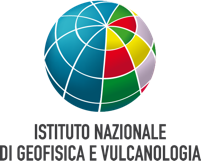 ISTITUTO NAZIONALE
DI GEOFISICA E VULCANOLOGIA